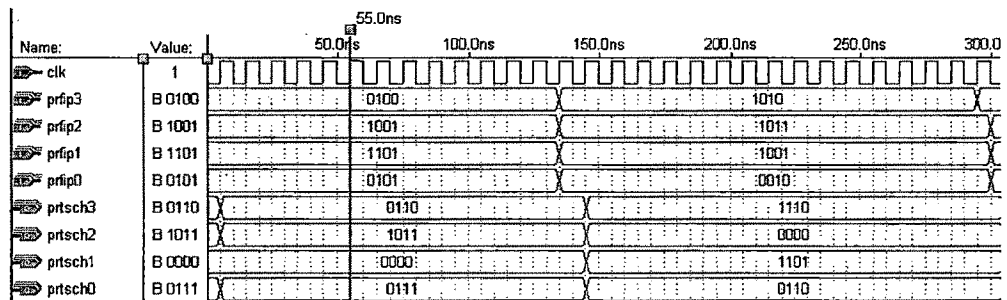 55.0ns
Name: Value: 50.0ns 100.0ns 150.0ns 200.0ns 250.0ns 300.0
clk 1
prfip3 B 0100 0100 1010
prfip2 B 1001 1001 1011
prfip1 B 1101 1101 1001
prfip0 B 0101 0101 0010
prtsch3 B 0110 0110 1110
prtsch2 B 1011 1011 0000
prtsch1 B 0000 0000 1101
prtsch0 B 0111 0111 0110